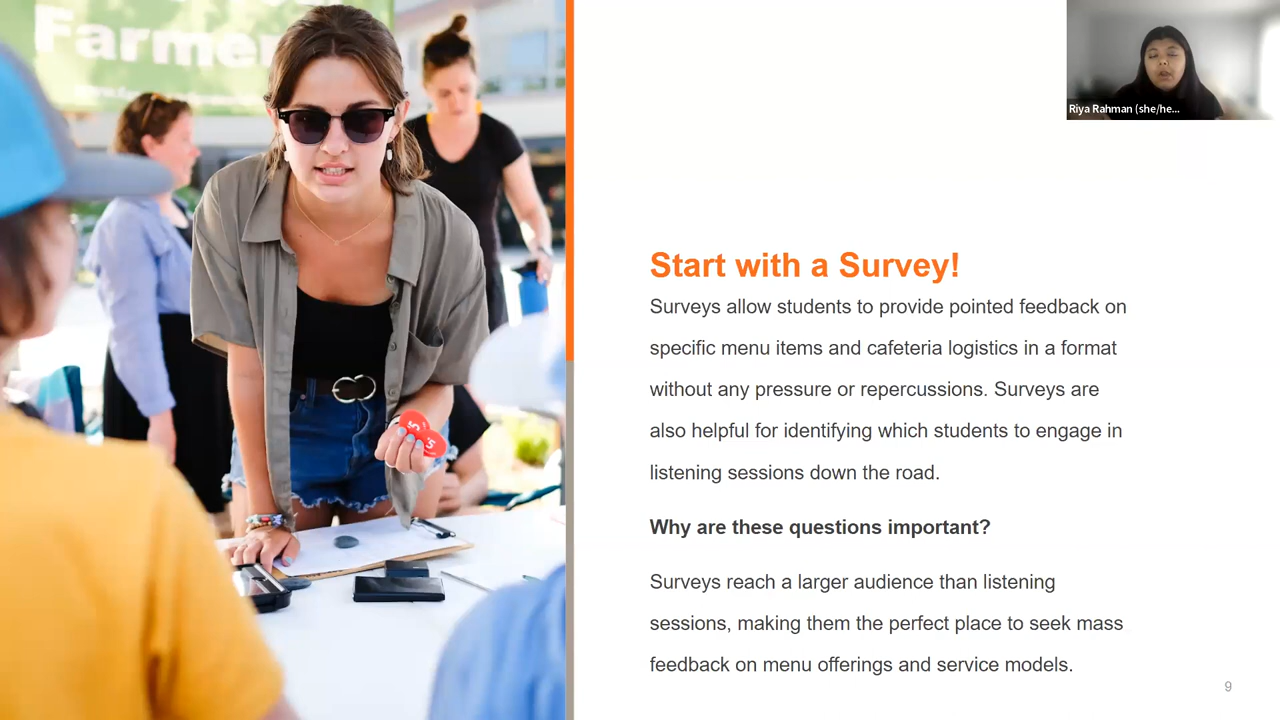 Farmer
Riya Rahman (she/he...
Start with a Survey!
Surveys allow students to provide pointed feedback on
specific menu items and cafeteria logistics in a format
without any pressure or repercussions. Surveys are
also helpful for identifying which students to engage in
listening sessions down the road.
Why are these questions important?
Surveys reach a larger audience than listening
sessions, making them the perfect place to seek mass
feedback on menu offerings and service models.
9
5
5